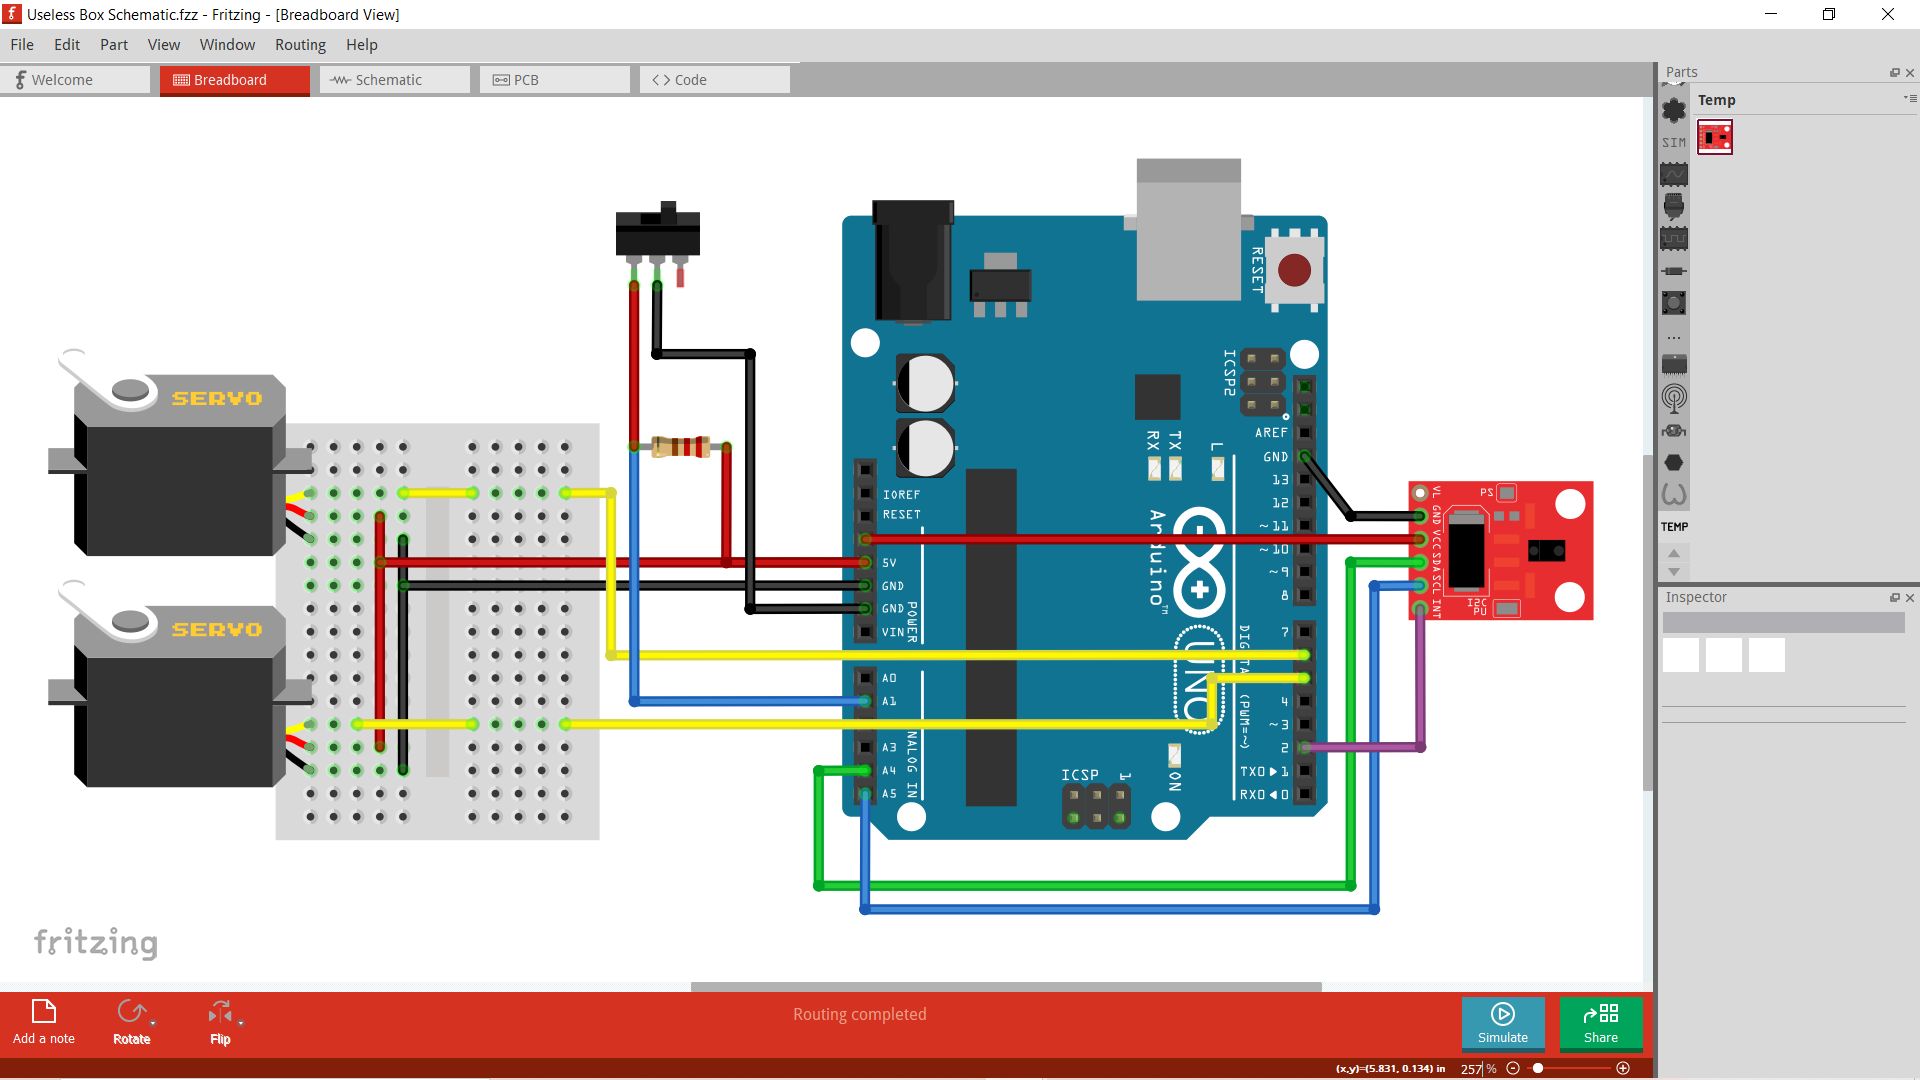 Useless Box Schematic.fzz - Fritzing - [Breadboard View]
File Edit Part View Window Routing Help
Welcome
Breadboard
Schematic
PCB
Code
Parts
Temp
SIM
TEMP
Inspector
SERVO
SERVO
IOREF
RESET
5V
GND
GND
VIN
POWER
A0
A1
A3
A4
A5
ANALOG IN
RESET
ICSP2
RX
TX
L
Arduino™
UNO
ICSP
1
ON
AREF
GND
13
12
~11
~10
~9
8
7
4
~3
2
TX0▶1
RX0◀0
(PWM=~)
VL
GND
VCC
SDA
SCL
INT
PS
I2C
PU
fritzing
Add a note
Rotate
Flip
Routing completed
Simulate
Share
(x,y)=(5.831, 0.134) in
257 %